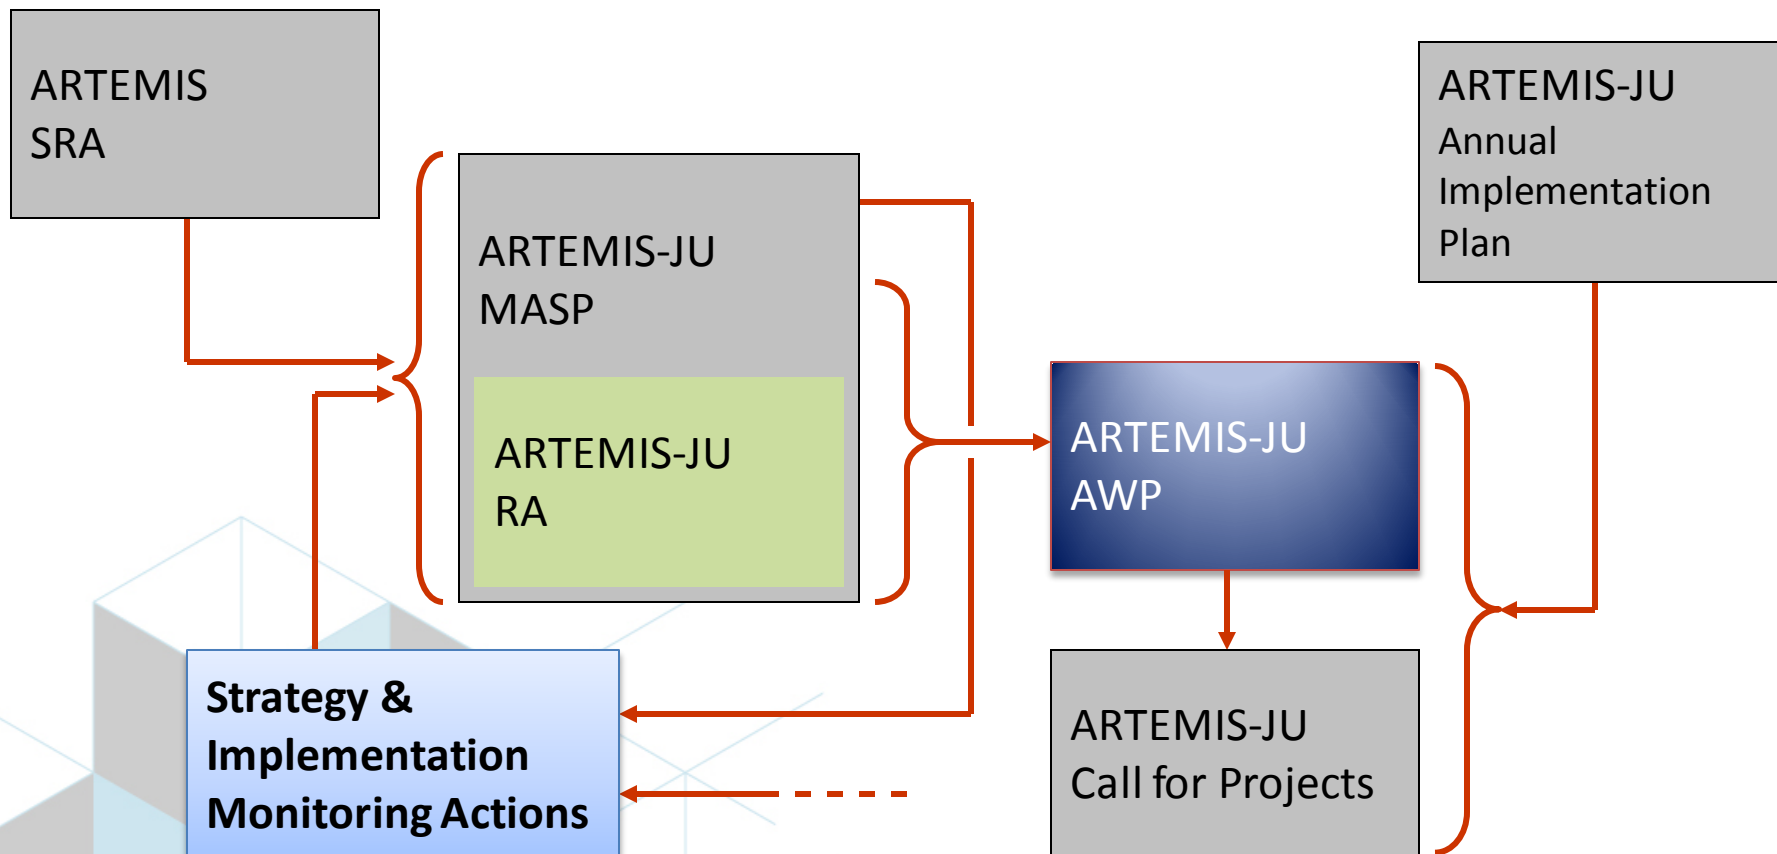 ARTEMIS
SRA
ARTEMIS-JU
MASP
ARTEMIS-JU
RA
Strategy &
Implementation
Monitoring Actions
ARTEMIS-JU
AWP
ARTEMIS-JU
Call for Projects
ARTEMIS-JU
Annual
Implementation
Plan